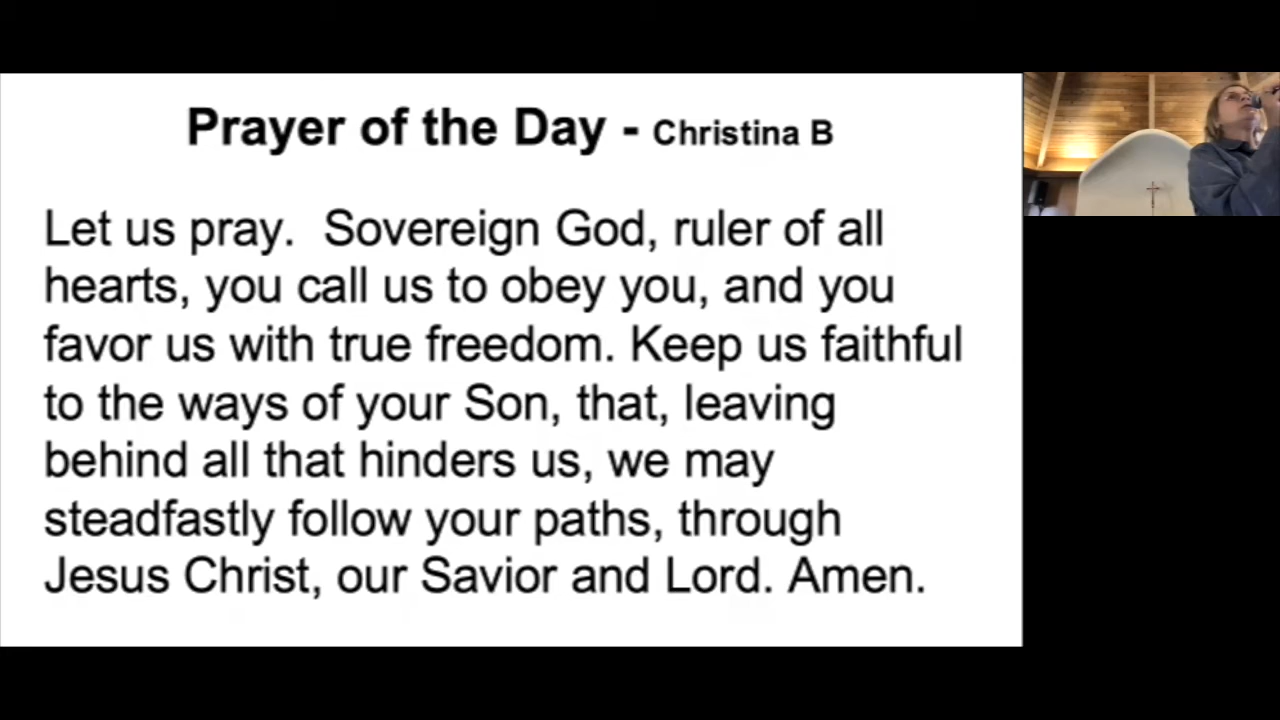 Prayer of the Day - Christina B
Let us pray.  Sovereign God, ruler of all
hearts, you call us to obey you, and you
favor us with true freedom. Keep us faithful
to the ways of your Son, that, leaving
behind all that hinders us, we may
steadfastly follow your paths, through
Jesus Christ, our Savior and Lord. Amen.